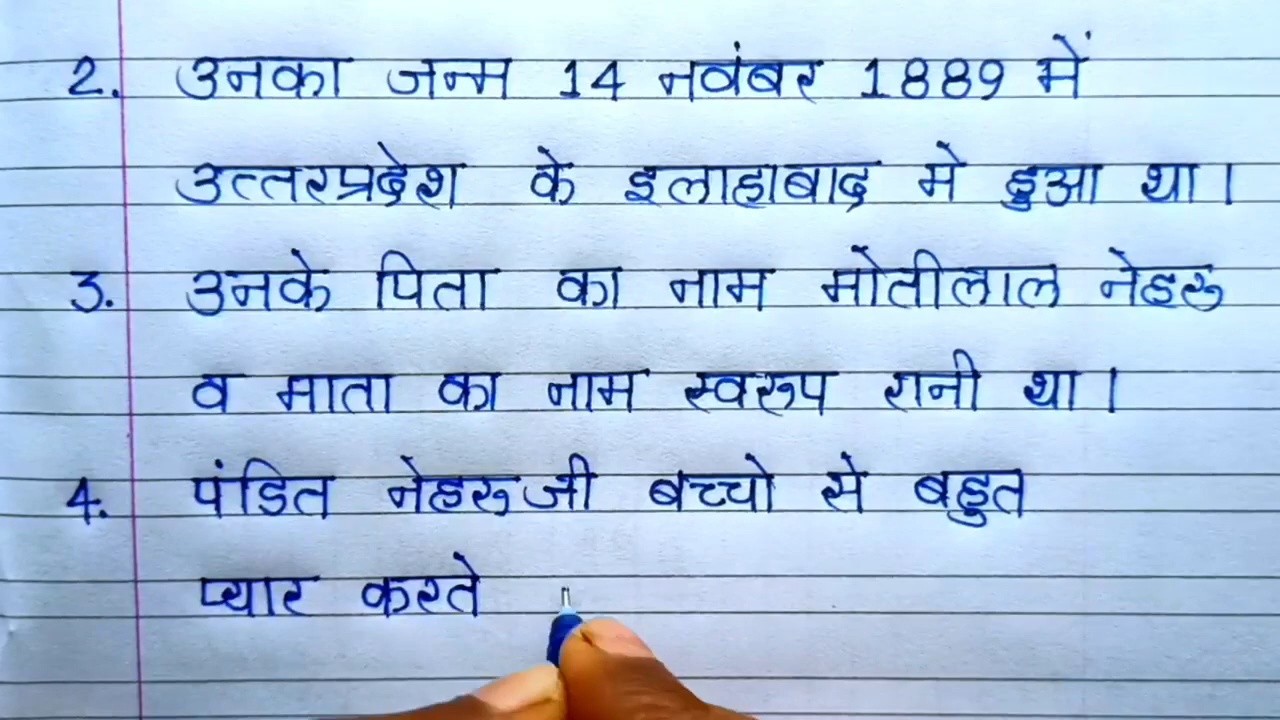 2. उनका जन्म 14 नवंबर 1889 में
उत्तरप्रदेश के इलाहाबाद मे हुआ था।
3. उनके पिता का नाम मोतीलाल नेहरु
व माता का नाम स्वरुप रानी था।
4. पंडित नेहरुजी बच्चो से बहुत
प्यार करते